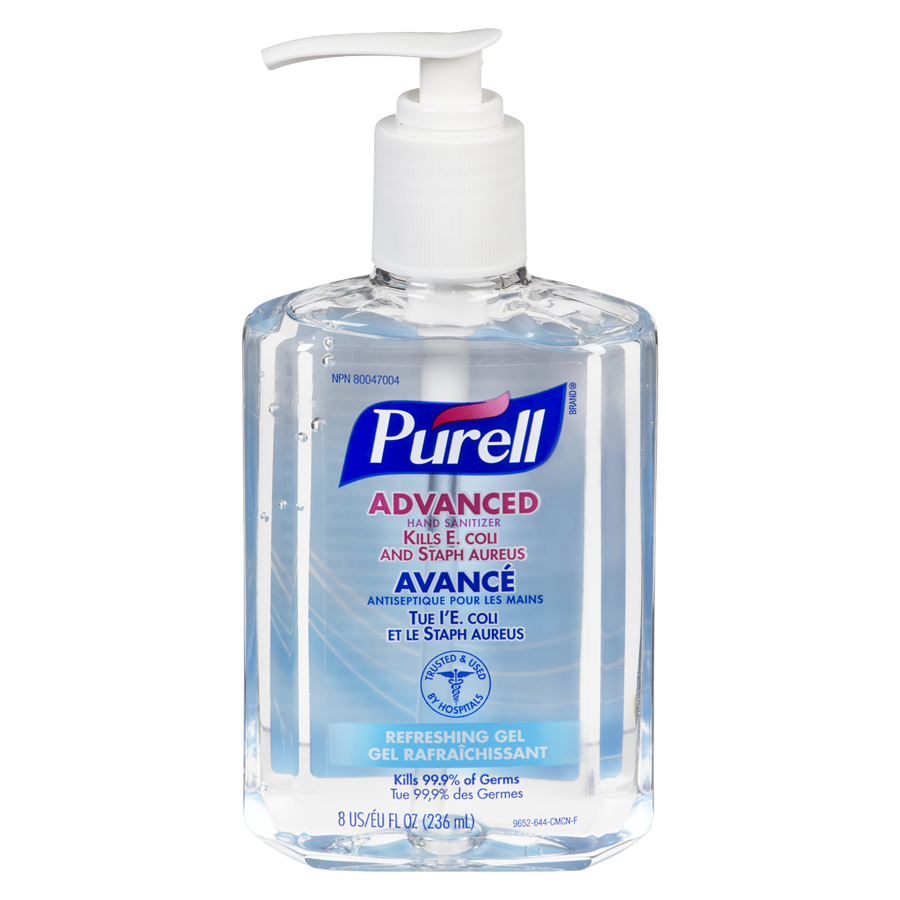 NPN 80047004
Purell
BRAND®
ADVANCED
HAND SANITIZER
KILLS E. COLI
AND STAPH AUREUS
AVANCÉ
ANTISEPTIQUE POUR LES MAINS
TUE l'E. COLI
ET LE STAPH AUREUS
TRUSTED & USED
BY HOSPITALS
REFRESHING GEL
GEL RAFRAÎCHISSANT
Kills 99.9% of Germs
Tue 99,9% des Germes
8 US/ÉU FL OZ (236 mL)
9652-644-CMCN-F